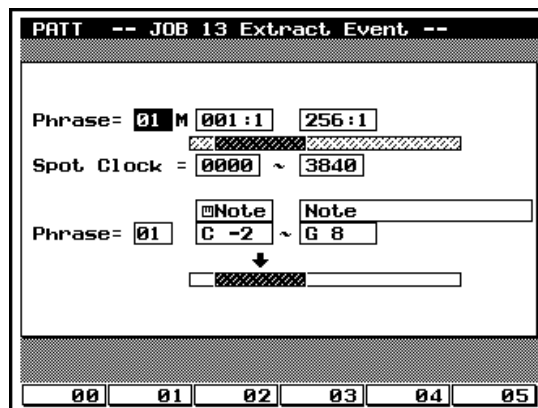 PATT -- JOB 13 Extract Event --
Phrase= 01 M 001:1 256:1
Spot Clock = 0000 ~ 3840
Note Note
Phrase= 01 C -2 ~ G 8
00 01 02 03 04 05